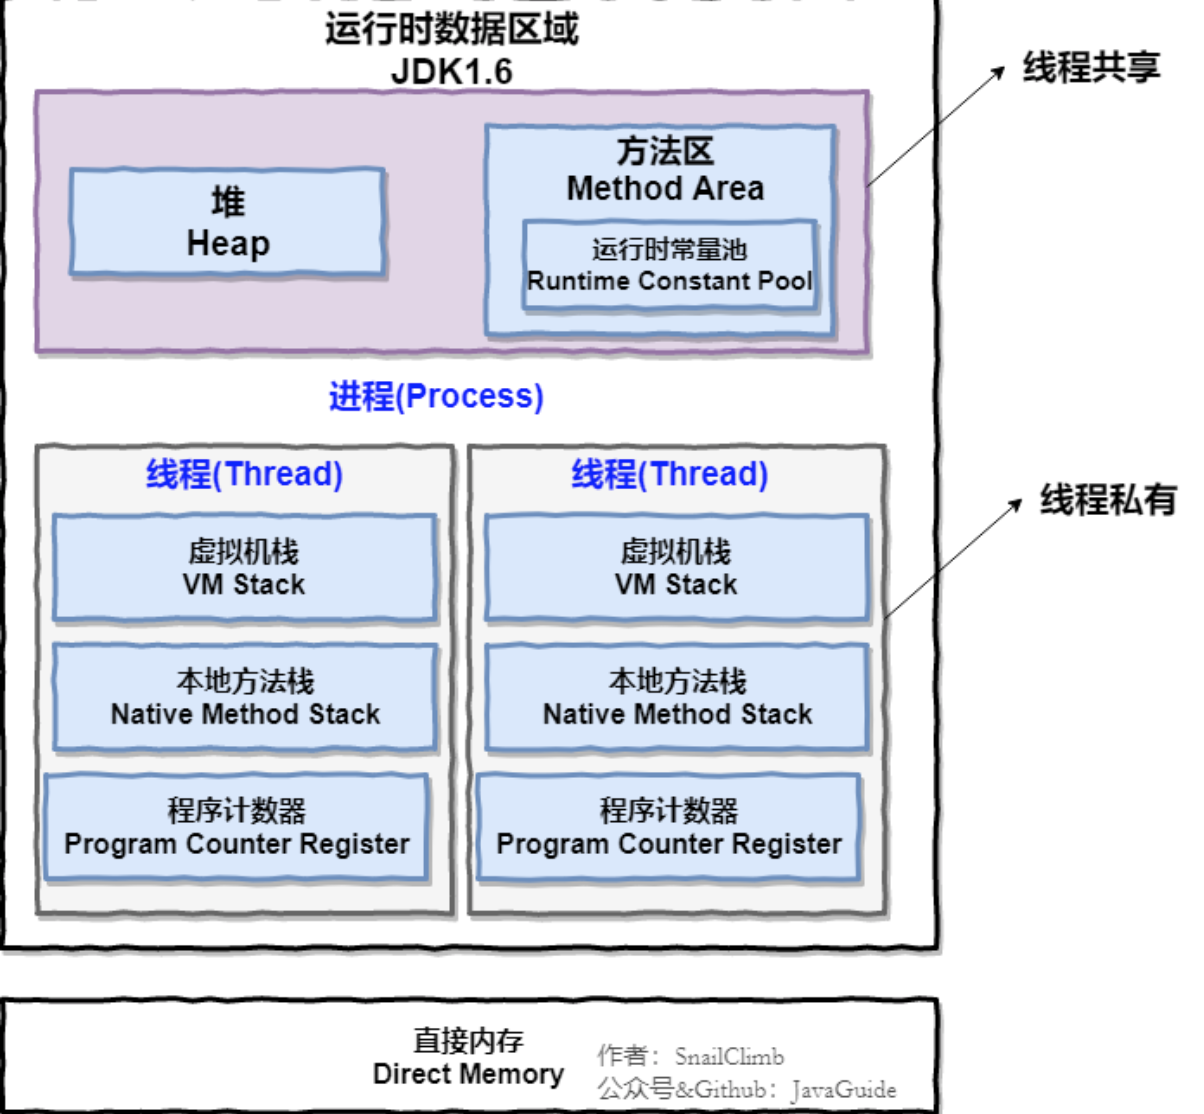 运行时数据区域
JDK1.6
线程共享
堆
Heap
方法区
Method Area
运行时常量池
Runtime Constant Pool
进程(Process)
线程(Thread)
虚拟机栈
VM Stack
本地方法栈
Native Method Stack
程序计数器
Program Counter Register
线程(Thread)
虚拟机栈
VM Stack
本地方法栈
Native Method Stack
程序计数器
Program Counter Register
线程私有
直接内存
Direct Memory
作者：SnailClimb
公众号&Github：JavaGuide